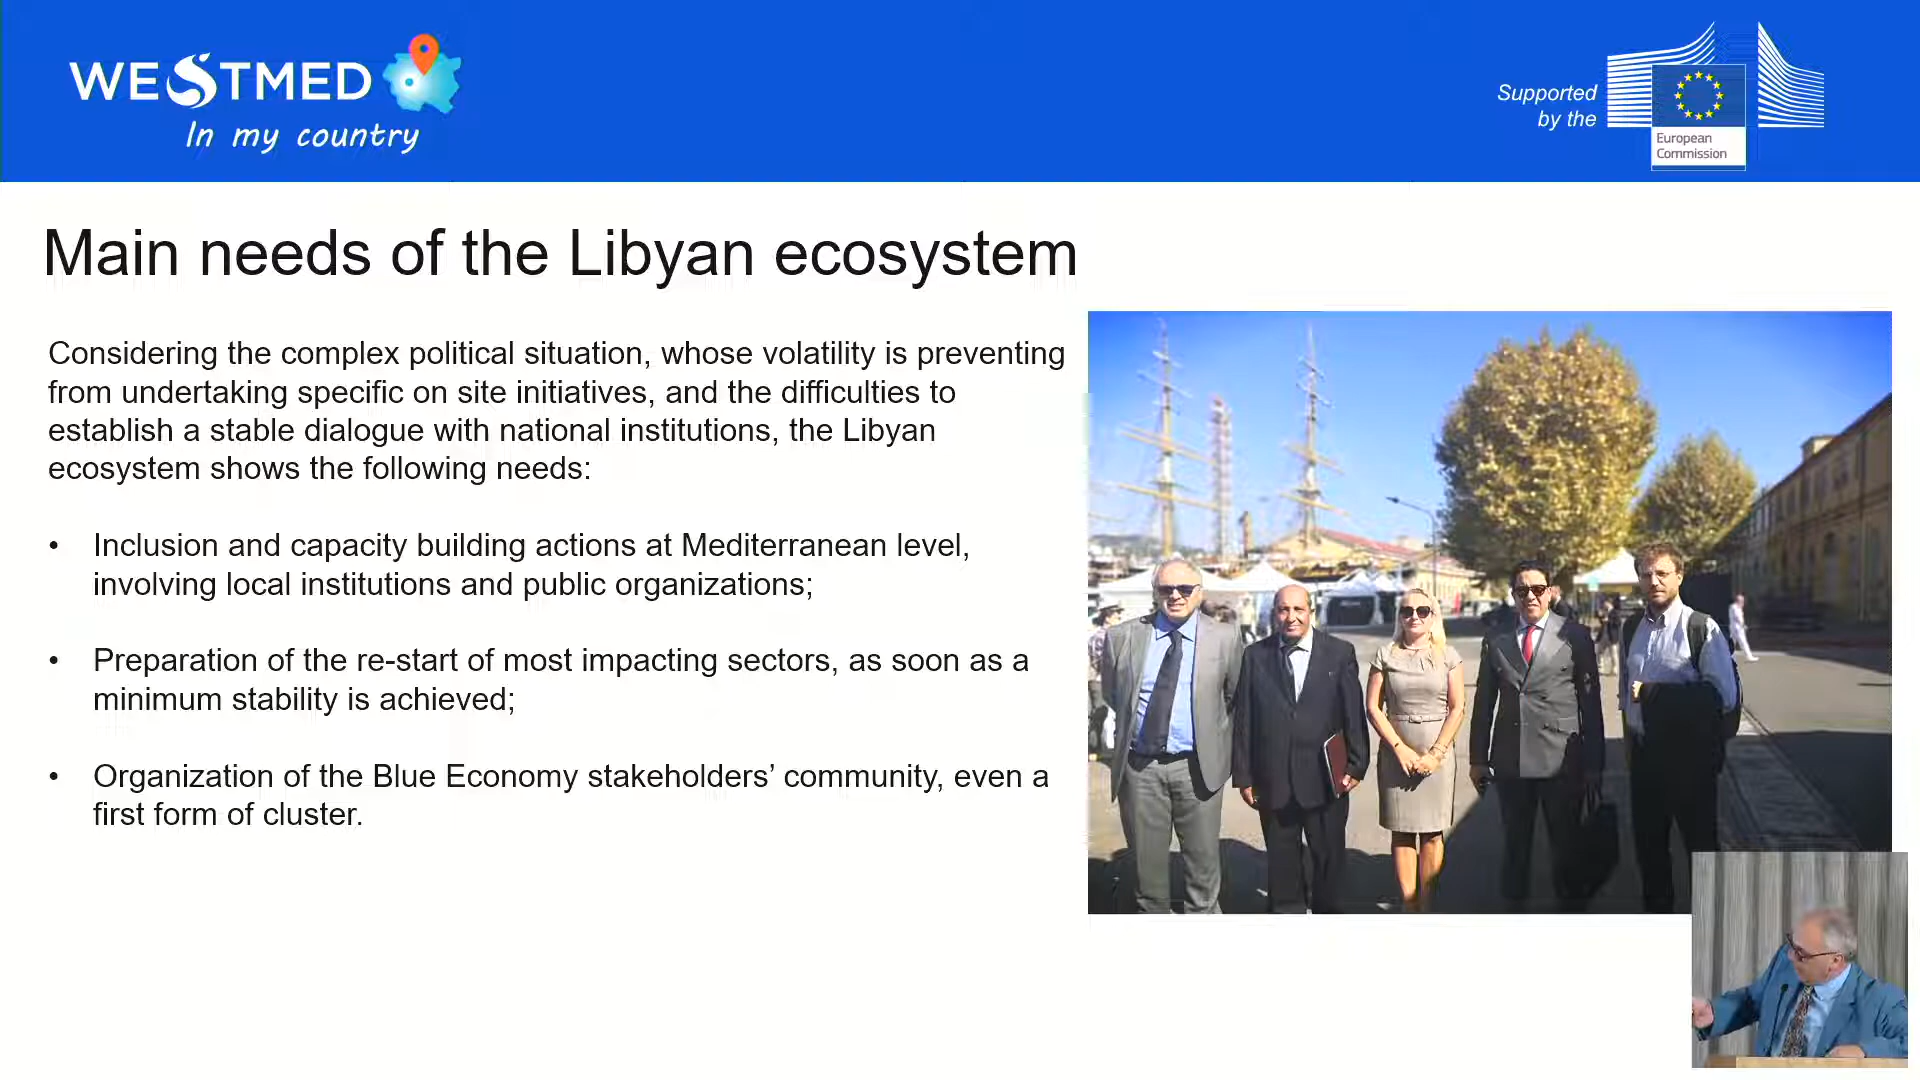 WESTMED
In my country
Supported
by the
European
Commission
Main needs of the Libyan ecosystem
Considering the complex political situation, whose volatility is preventing
from undertaking specific on site initiatives, and the difficulties to
establish a stable dialogue with national institutions, the Libyan
ecosystem shows the following needs:
• Inclusion and capacity building actions at Mediterranean level,
involving local institutions and public organizations;
• Preparation of the re-start of most impacting sectors, as soon as a
minimum stability is achieved;
• Organization of the Blue Economy stakeholders’ community, even a
first form of cluster.